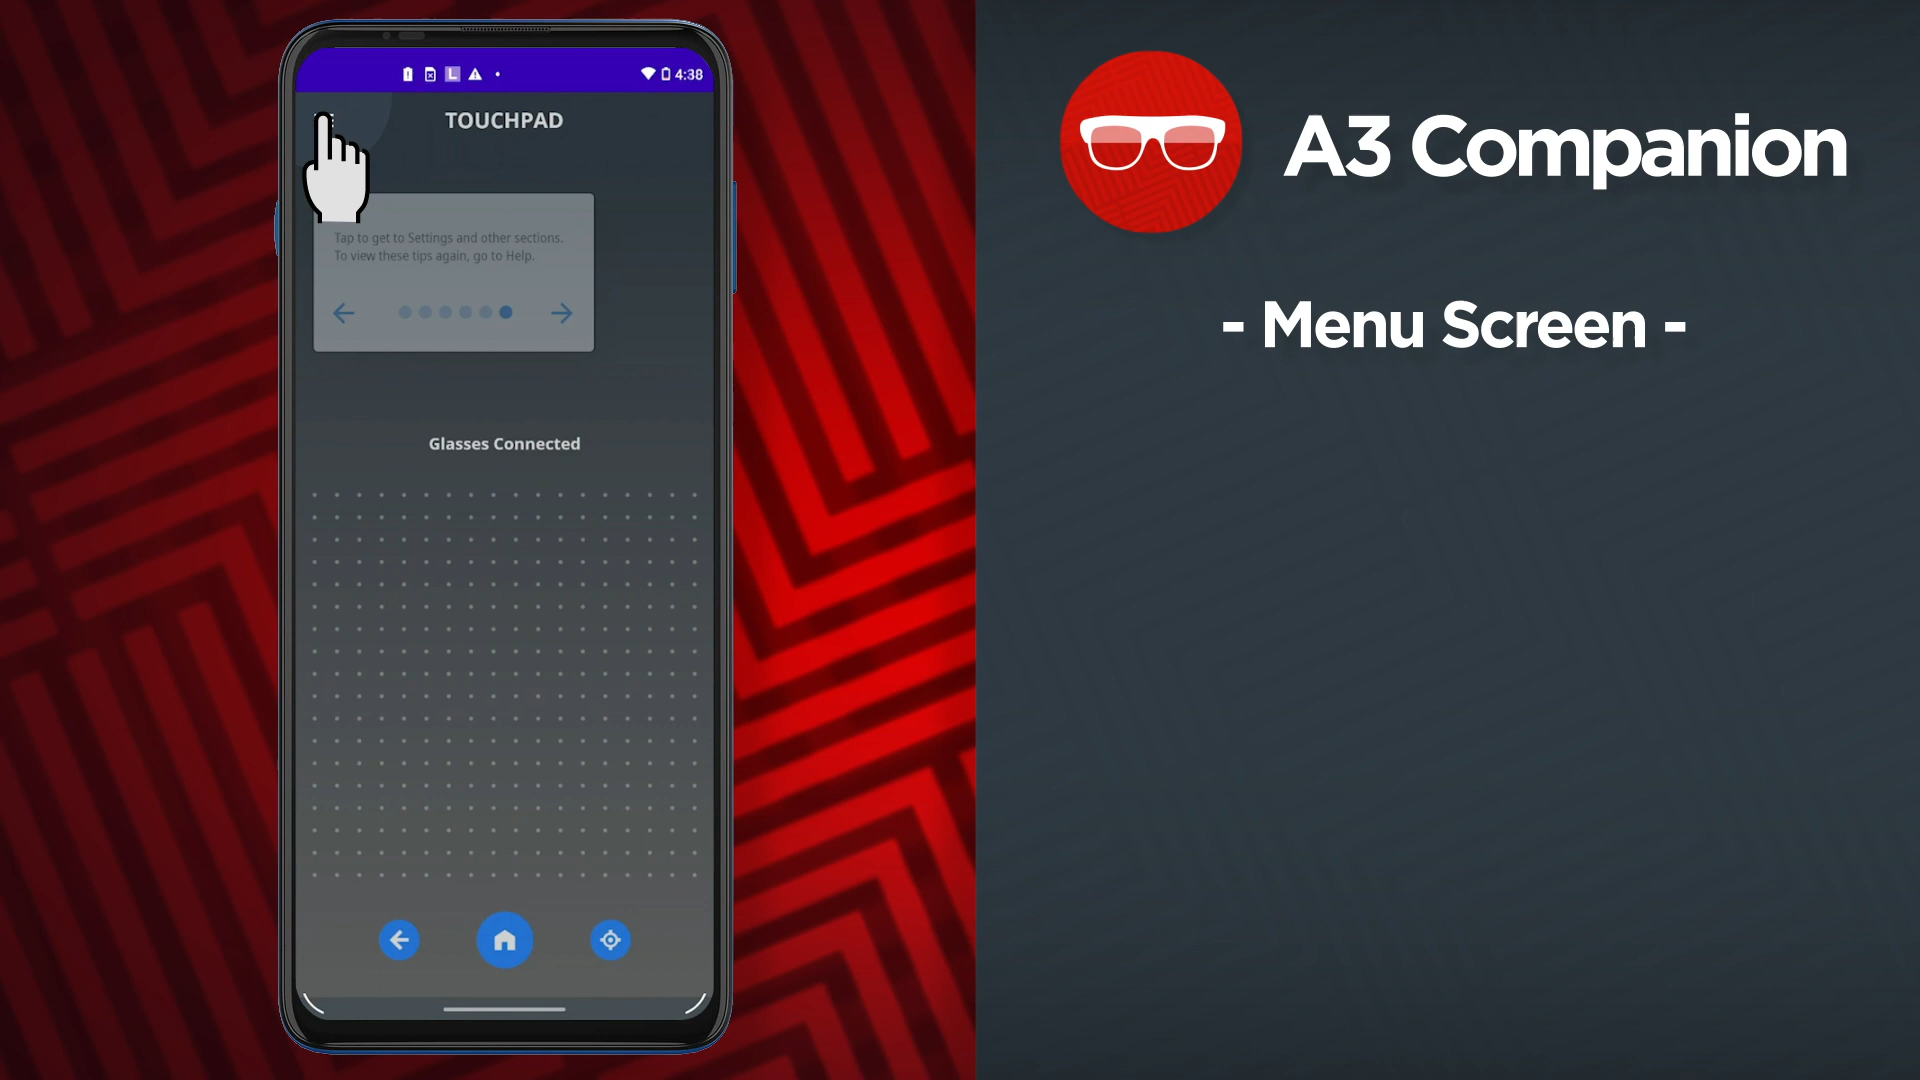 L
4:38
TOUCHPAD
Tap to get to Settings and other sections.
To view these tips again, go to Help.
Glasses Connected
A3 Companion
- Menu Screen -